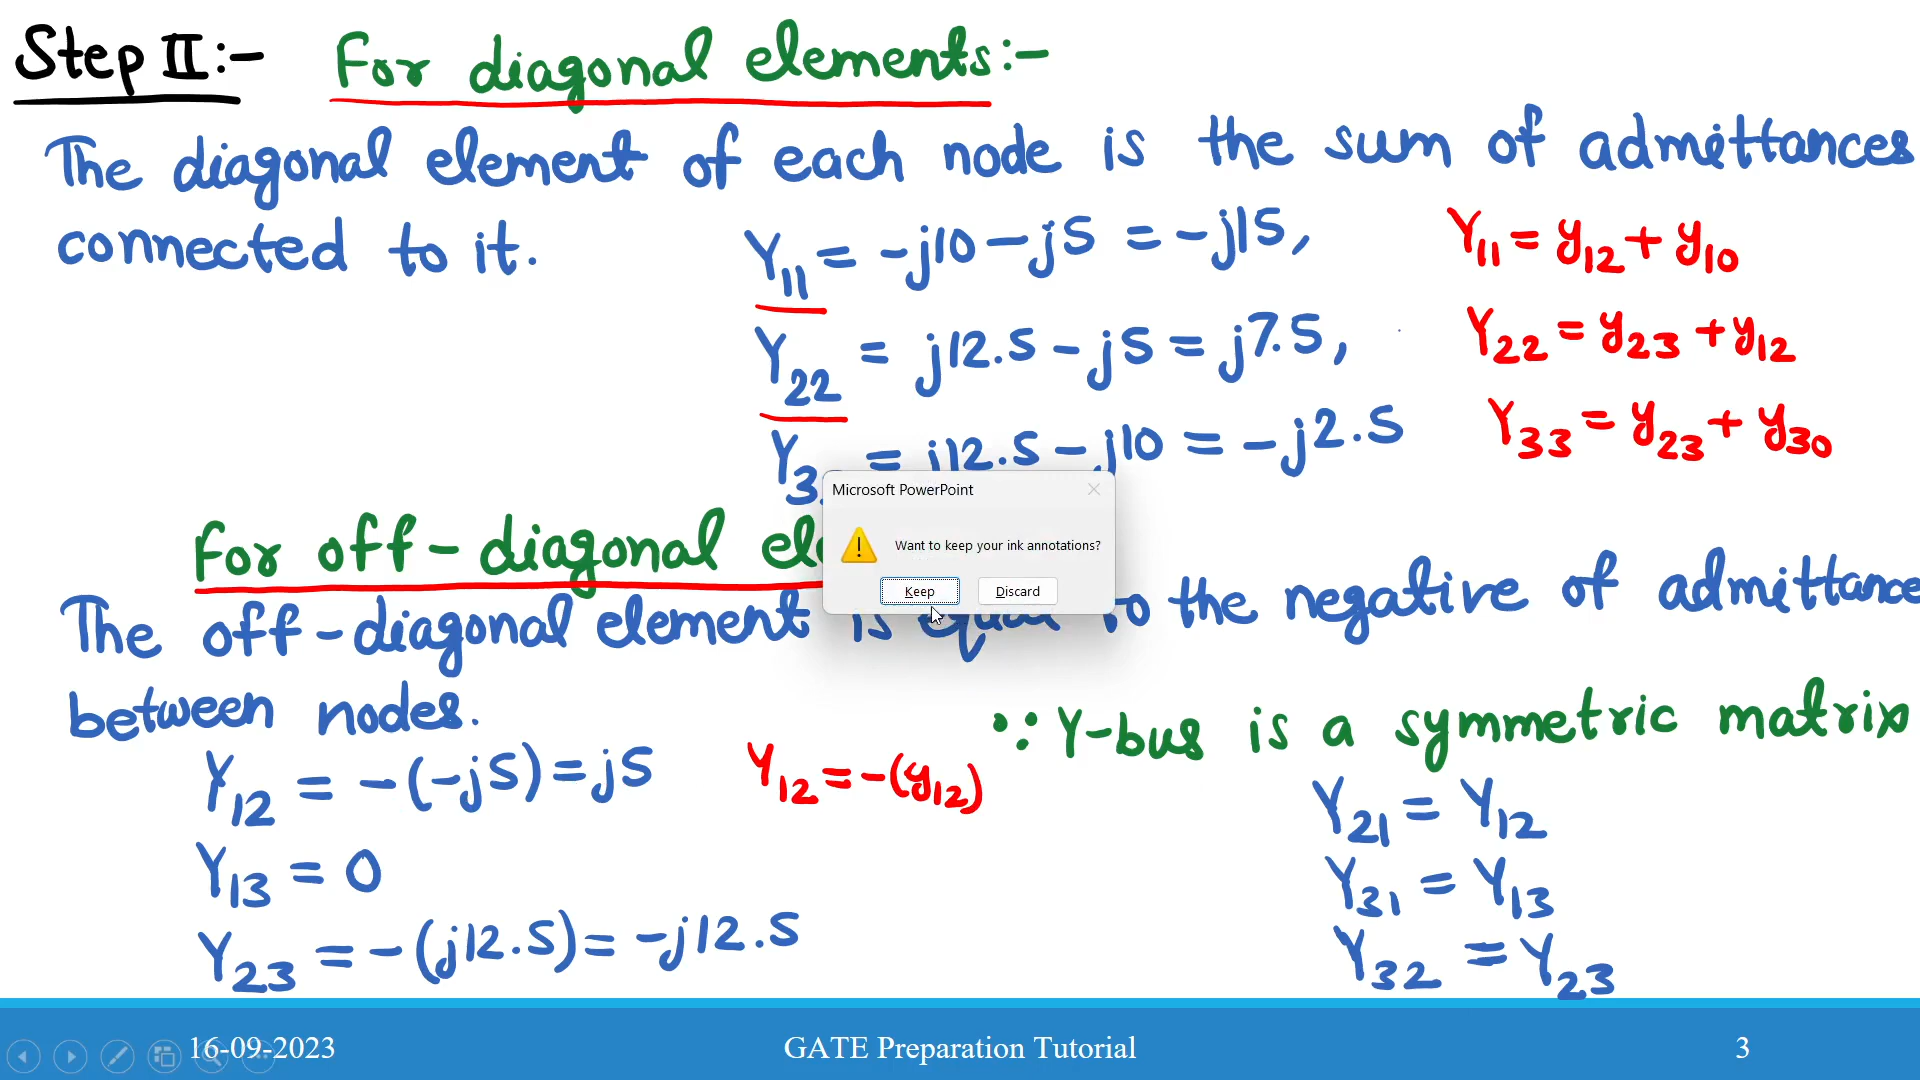 Step II:- For diagonal elements:-
The diagonal element of each node is the sum of admittances
connected to it.
Y11 = -j10 - j5 = -j15, Y11 = y12 + y10
Y22 = j12.5 - j5 = j7.5, Y22 = y23 + y12
= j12.5 - j10 = -j2.5 Y33 = y23 + y30
Microsoft PowerPoint
Want to keep your ink annotations?
Keep Discard
For off-diagonal
The off-diagonal element is equal to the negative of admittance
between nodes.
∵ Y-bus is a symmetric matrix
Y12 = -(-j5) = j5 Y12 = -(y12) Y21 = Y12
Y13 = 0 Y31 = Y13
Y23 = -(j12.5) = -j12.5 Y32 = Y23
16-09-2023 GATE Preparation Tutorial 3